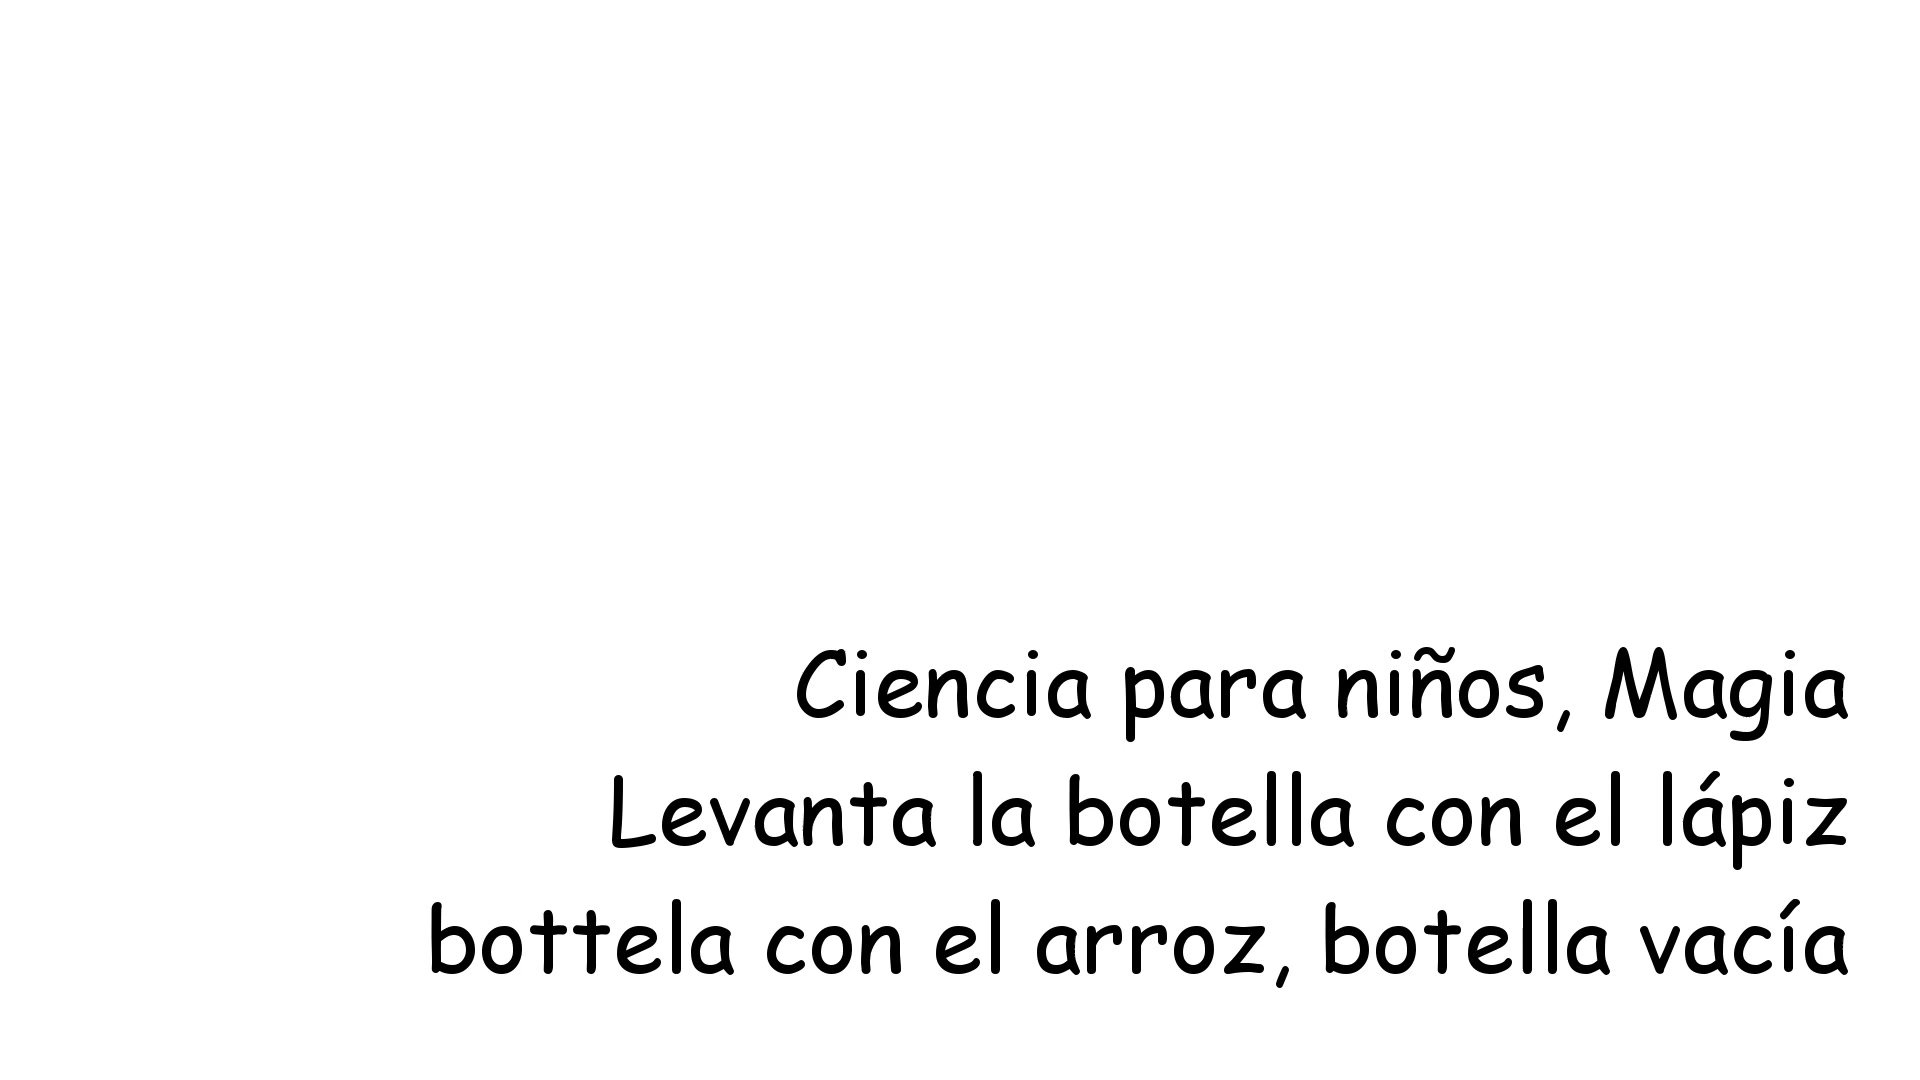 Ciencia para niños, Magia
Levanta la botella con el lápiz
bottela con el arroz, botella vacía